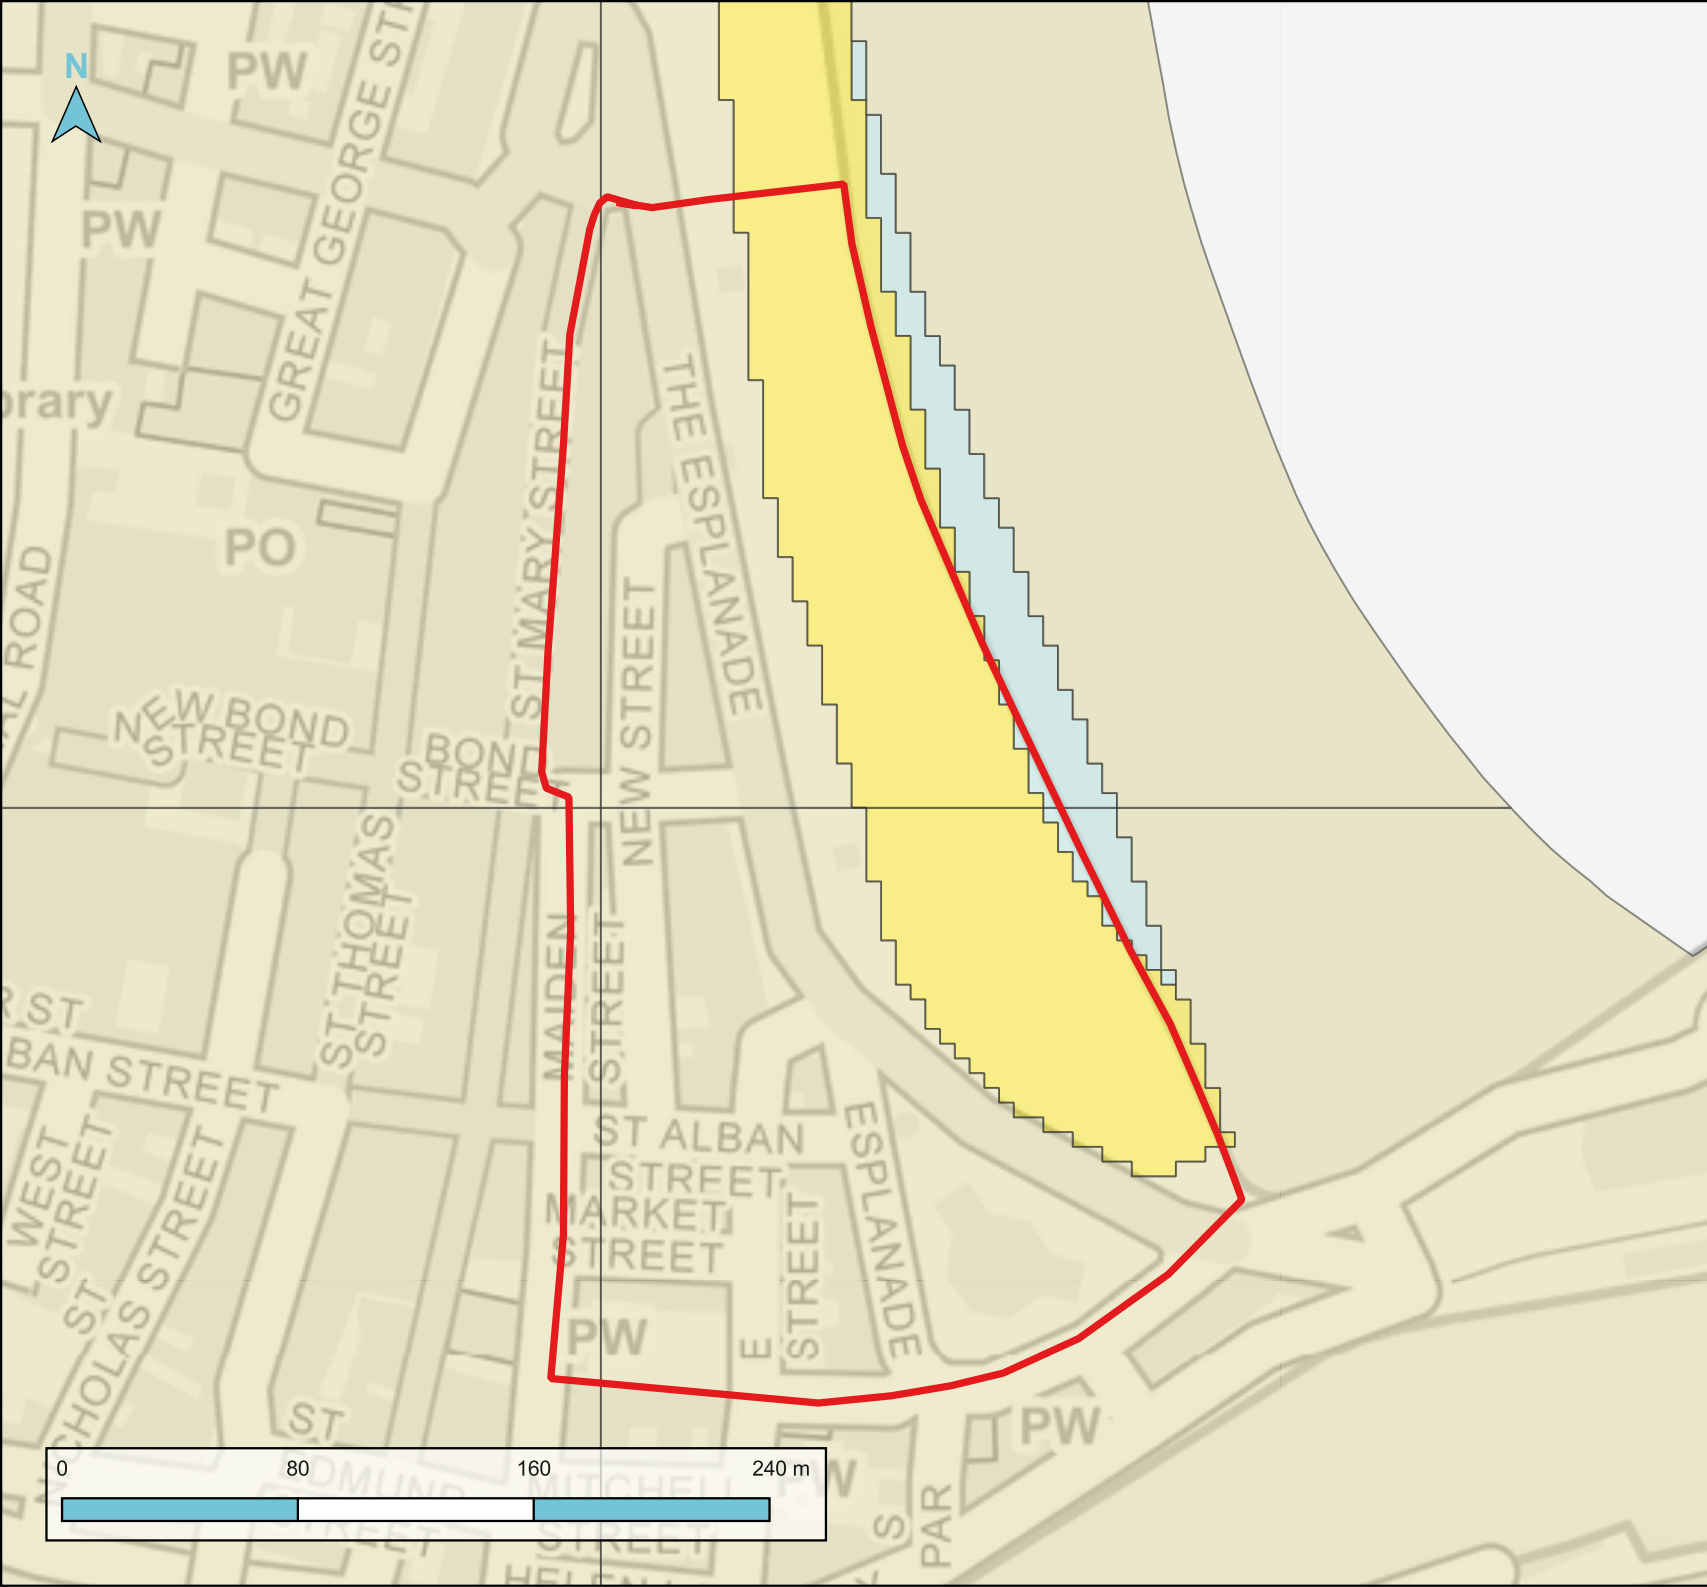 N
PW
GREAT GEORGE STR
PW
brary
ST MARY STREET
THE ESPLANADE
PO
AL ROAD
NEW STREET
NEW BOND
STREET
BOND
STREET
ST THOMAS
STREET
MAIDEN
STREET
R ST
BAN STREET
ST ALBAN
STREET
ESPLANADE
WEST
STREET
MARKET
STREET
E
STREET
ST
NICHOLAS STREET
PW
ST
EDMUND
STREET
PW
PW
MITCHELL
STREET
S
PAR
HELEN
0 80 160 240 m